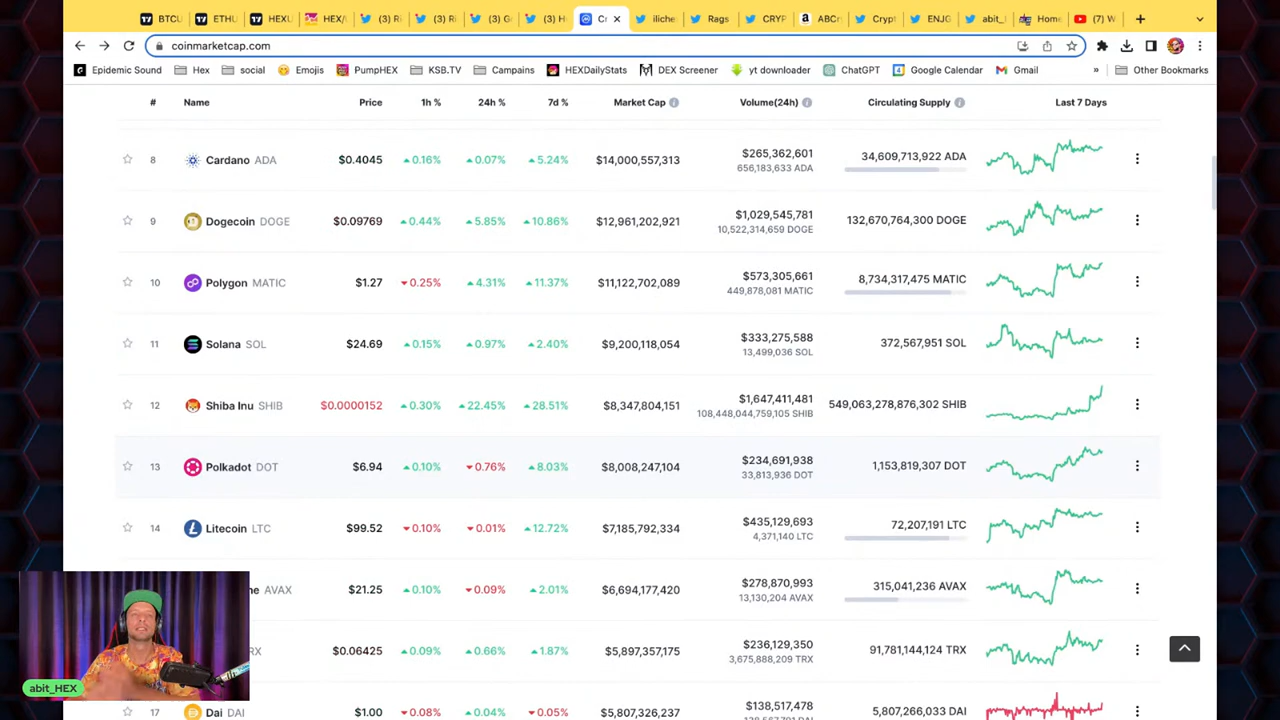 BTCU
ETHU
HEXU
HEX/
(3) Ri
(3) Ri
(3) G
(3) H
Cr
iliche
Rags
CRYP
ABCr
Crypt
ENJG
abit_
Home
(7) W
coinmarketcap.com
Epidemic Sound
Hex
social
Emojis
PumpHEX
KSB.TV
Campains
HEXDailyStats
DEX Screener
yt downloader
ChatGPT
Google Calendar
Gmail
»
Other Bookmarks
# Name Price 1h % 24h % 7d % Market Cap Volume(24h) Circulating Supply Last 7 Days
8 Cardano ADA $0.4045 0.16% 0.07% 5.24% $14,000,557,313 $265,362,601 34,609,713,922 ADA
656,183,633 ADA
9 Dogecoin DOGE $0.09769 0.44% 5.85% 10.86% $12,961,202,921 $1,029,545,781 132,670,764,300 DOGE
10,522,314,659 DOGE
10 Polygon MATIC $1.27 0.25% 4.31% 11.37% $11,122,702,089 $573,305,661 8,734,317,475 MATIC
449,878,081 MATIC
11 Solana SOL $24.69 0.15% 0.97% 2.40% $9,200,118,054 $333,275,588 372,567,951 SOL
13,499,036 SOL
12 Shiba Inu SHIB $0.0000152 0.30% 22.45% 28.51% $8,347,804,151 $1,647,411,481 549,063,278,876,302 SHIB
108,448,044,759,105 SHIB
13 Polkadot DOT $6.94 0.10% 0.76% 8.03% $8,008,247,104 $234,691,938 1,153,819,307 DOT
33,813,936 DOT
14 Litecoin LTC $99.52 0.10% 0.01% 12.72% $7,185,792,334 $435,129,693 72,207,191 LTC
4,371,140 LTC
he AVAX $21.25 0.10% 0.09% 2.01% $6,694,177,420 $278,870,993 315,041,236 AVAX
13,130,204 AVAX
RX $0.06425 0.09% 0.66% 1.87% $5,897,357,175 $236,129,350 91,781,144,124 TRX
3,675,888,209 TRX
17 Dai DAI $1.00 0.08% 0.04% 0.05% $5,807,326,237 $138,517,478 5,807,266,033 DAI
abit_HEX